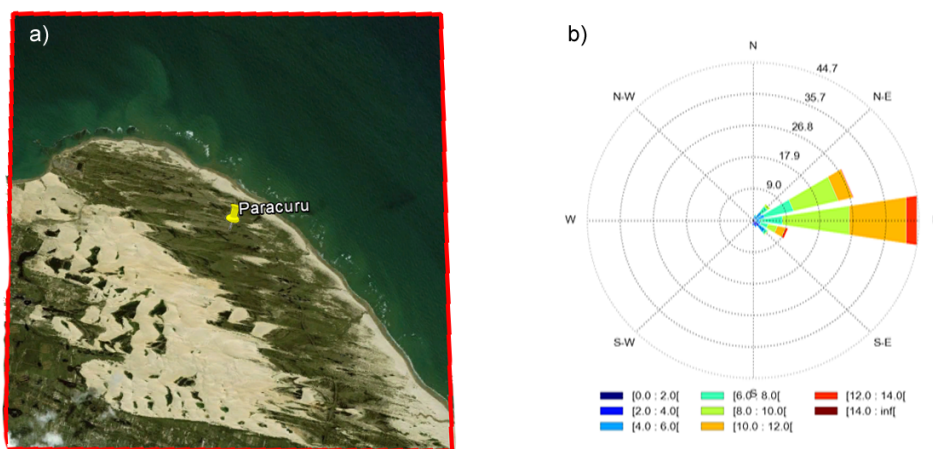 a)
Paracuru
b)
N
44.7
N-W
35.7
N-E
26.8
17.9
9.0
W
S-W
S-E
S
[0.0 : 2.0[
[6.0 : 8.0[
[12.0 : 14.0[
[2.0 : 4.0[
[8.0 : 10.0[
[14.0 : inf[
[4.0 : 6.0[
[10.0 : 12.0[